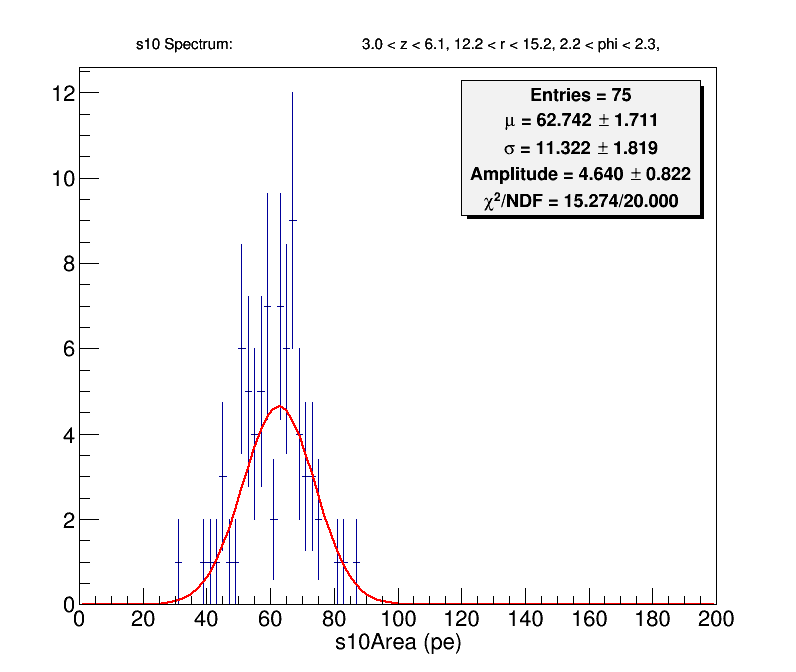 s10 Spectrum: 3.0 < z < 6.1, 12.2 < r < 15.2, 2.2 < phi < 2.3,
Entries = 75
μ = 62.742 ± 1.711
σ = 11.322 ± 1.819
Amplitude = 4.640 ± 0.822
χ²/NDF = 15.274/20.000
12
10
8
6
4
2
0
0 20 40 60 80 100 120 140 160 180 200
s10Area (pe)